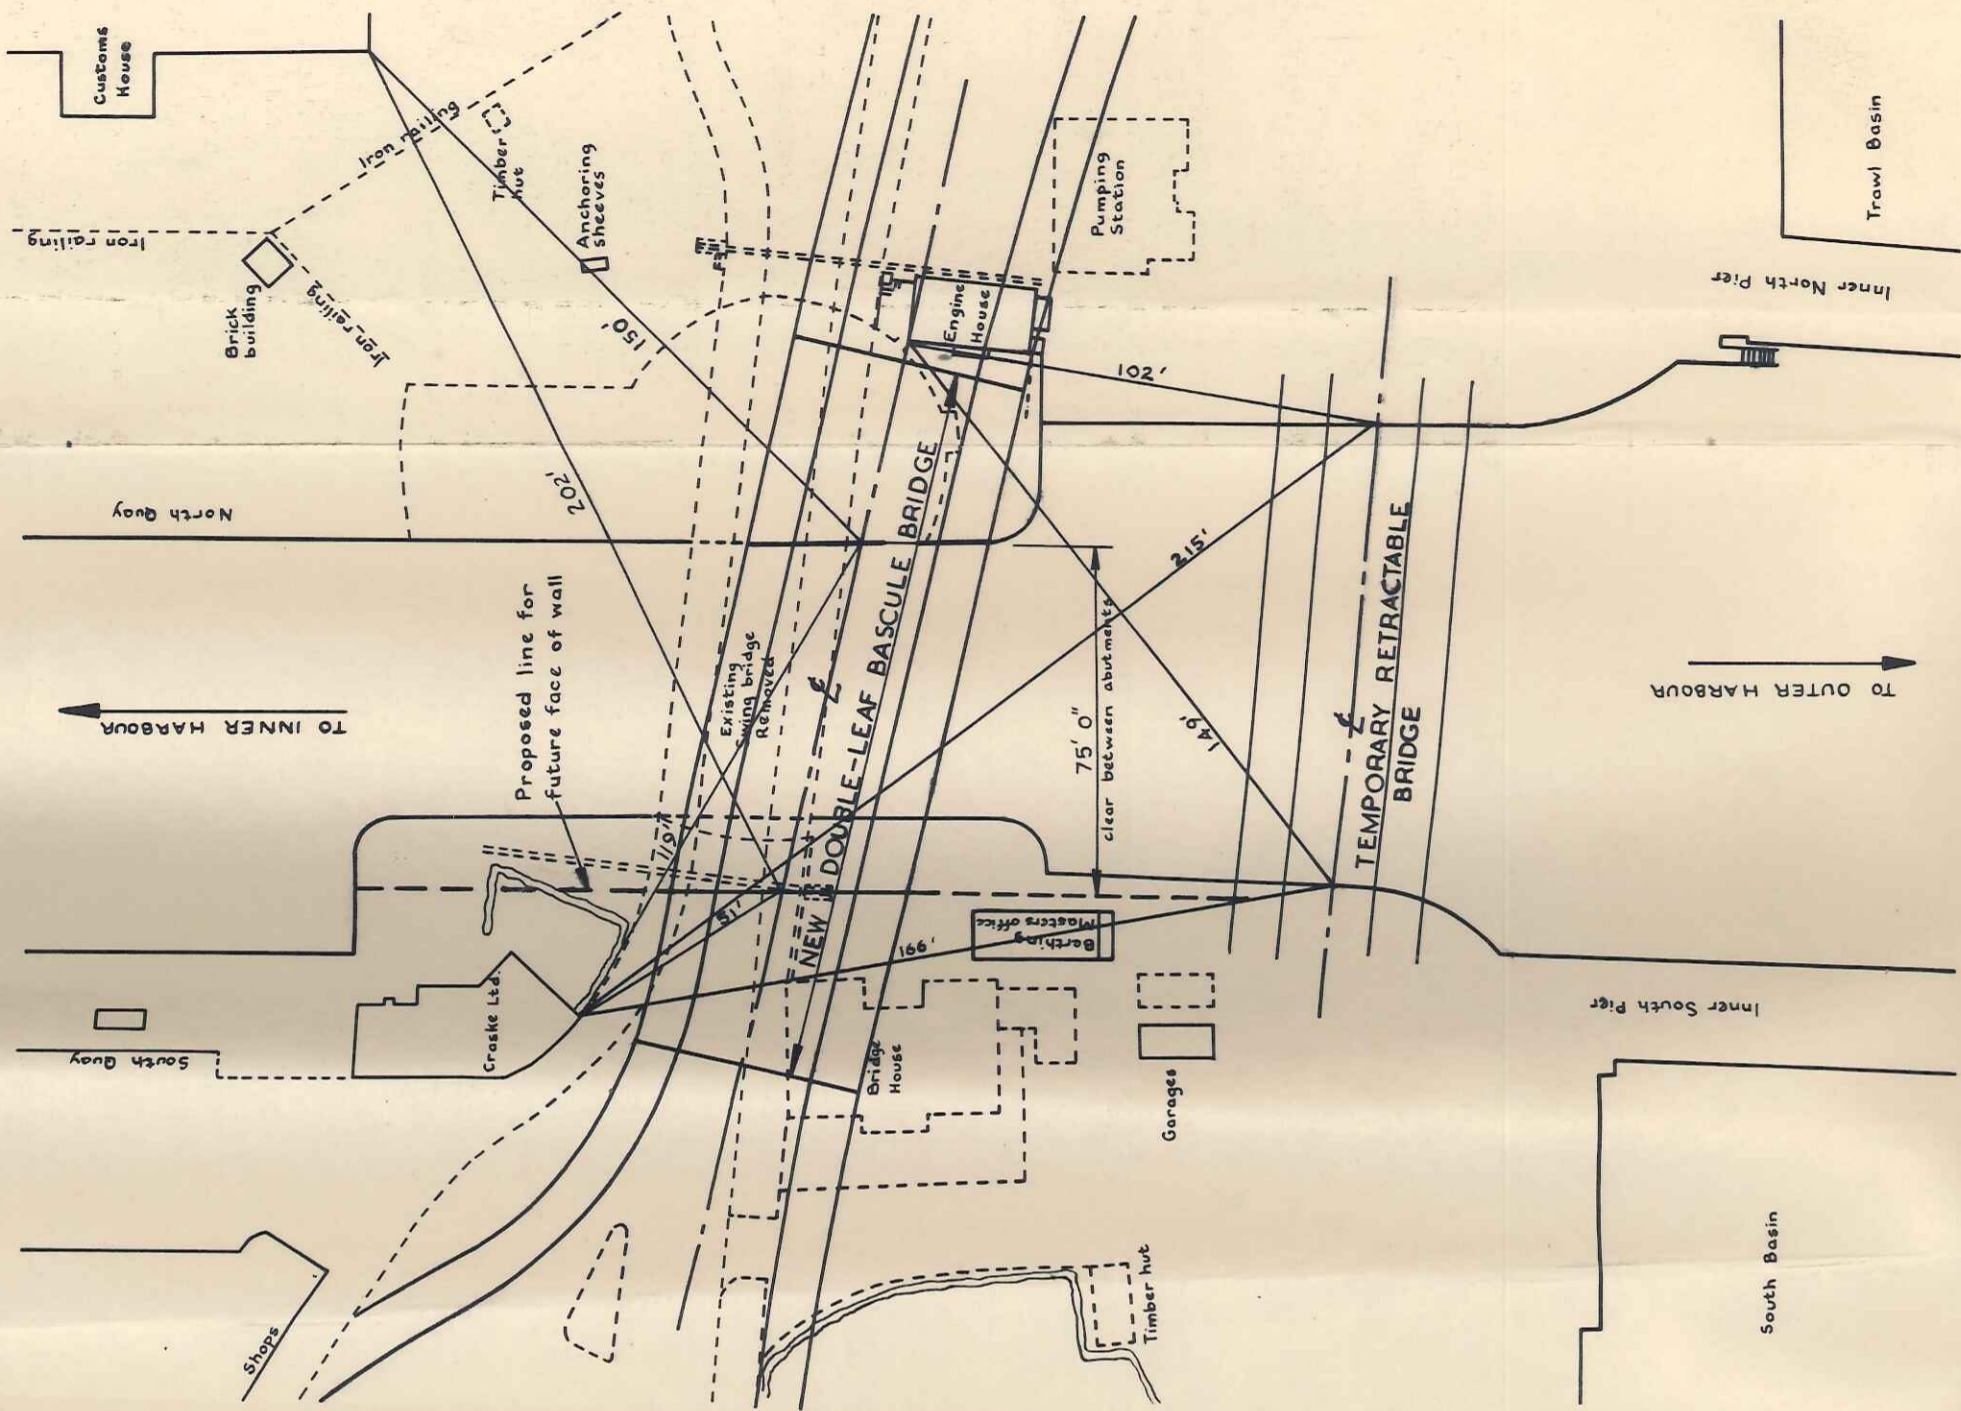 Customs
House
Iron railing
Timber
hut
Iron railing
Anchoring
sheeves
Brick
building
Iron railing
150'
Pumping
Station
Engine
House
Trawl Basin
Inner North Pier
102'
202'
North Quay
215'
Proposed line for
future face of wall
TO INNER HARBOUR
Existing
swing bridge
Removed
NEW DOUBLE-LEAF BASCULE BRIDGE
℄
75' 0"
clear between abutments
149'
℄
TEMPORARY RETRACTABLE
BRIDGE
TO OUTER HARBOUR
51'
Berthing
Masters office
Craske Ltd.
South Quay
Bridge
House
Garages
Inner South Pier
Shops
Timber hut
South Basin